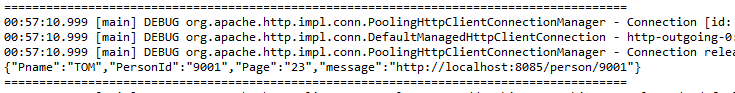 ================================================================================
00:57:10.999 [main] DEBUG org.apache.http.impl.conn.PoolingHttpClientConnectionManager - Connection [id:
00:57:10.999 [main] DEBUG org.apache.http.impl.conn.DefaultManagedHttpClientConnection - http-outgoing-0:
00:57:10.999 [main] DEBUG org.apache.http.impl.conn.PoolingHttpClientConnectionManager - Connection relea
{"Pname":"TOM","PersonId":"9001","Page":"23","message":"http://localhost:8085/person/9001"}
================================================================================